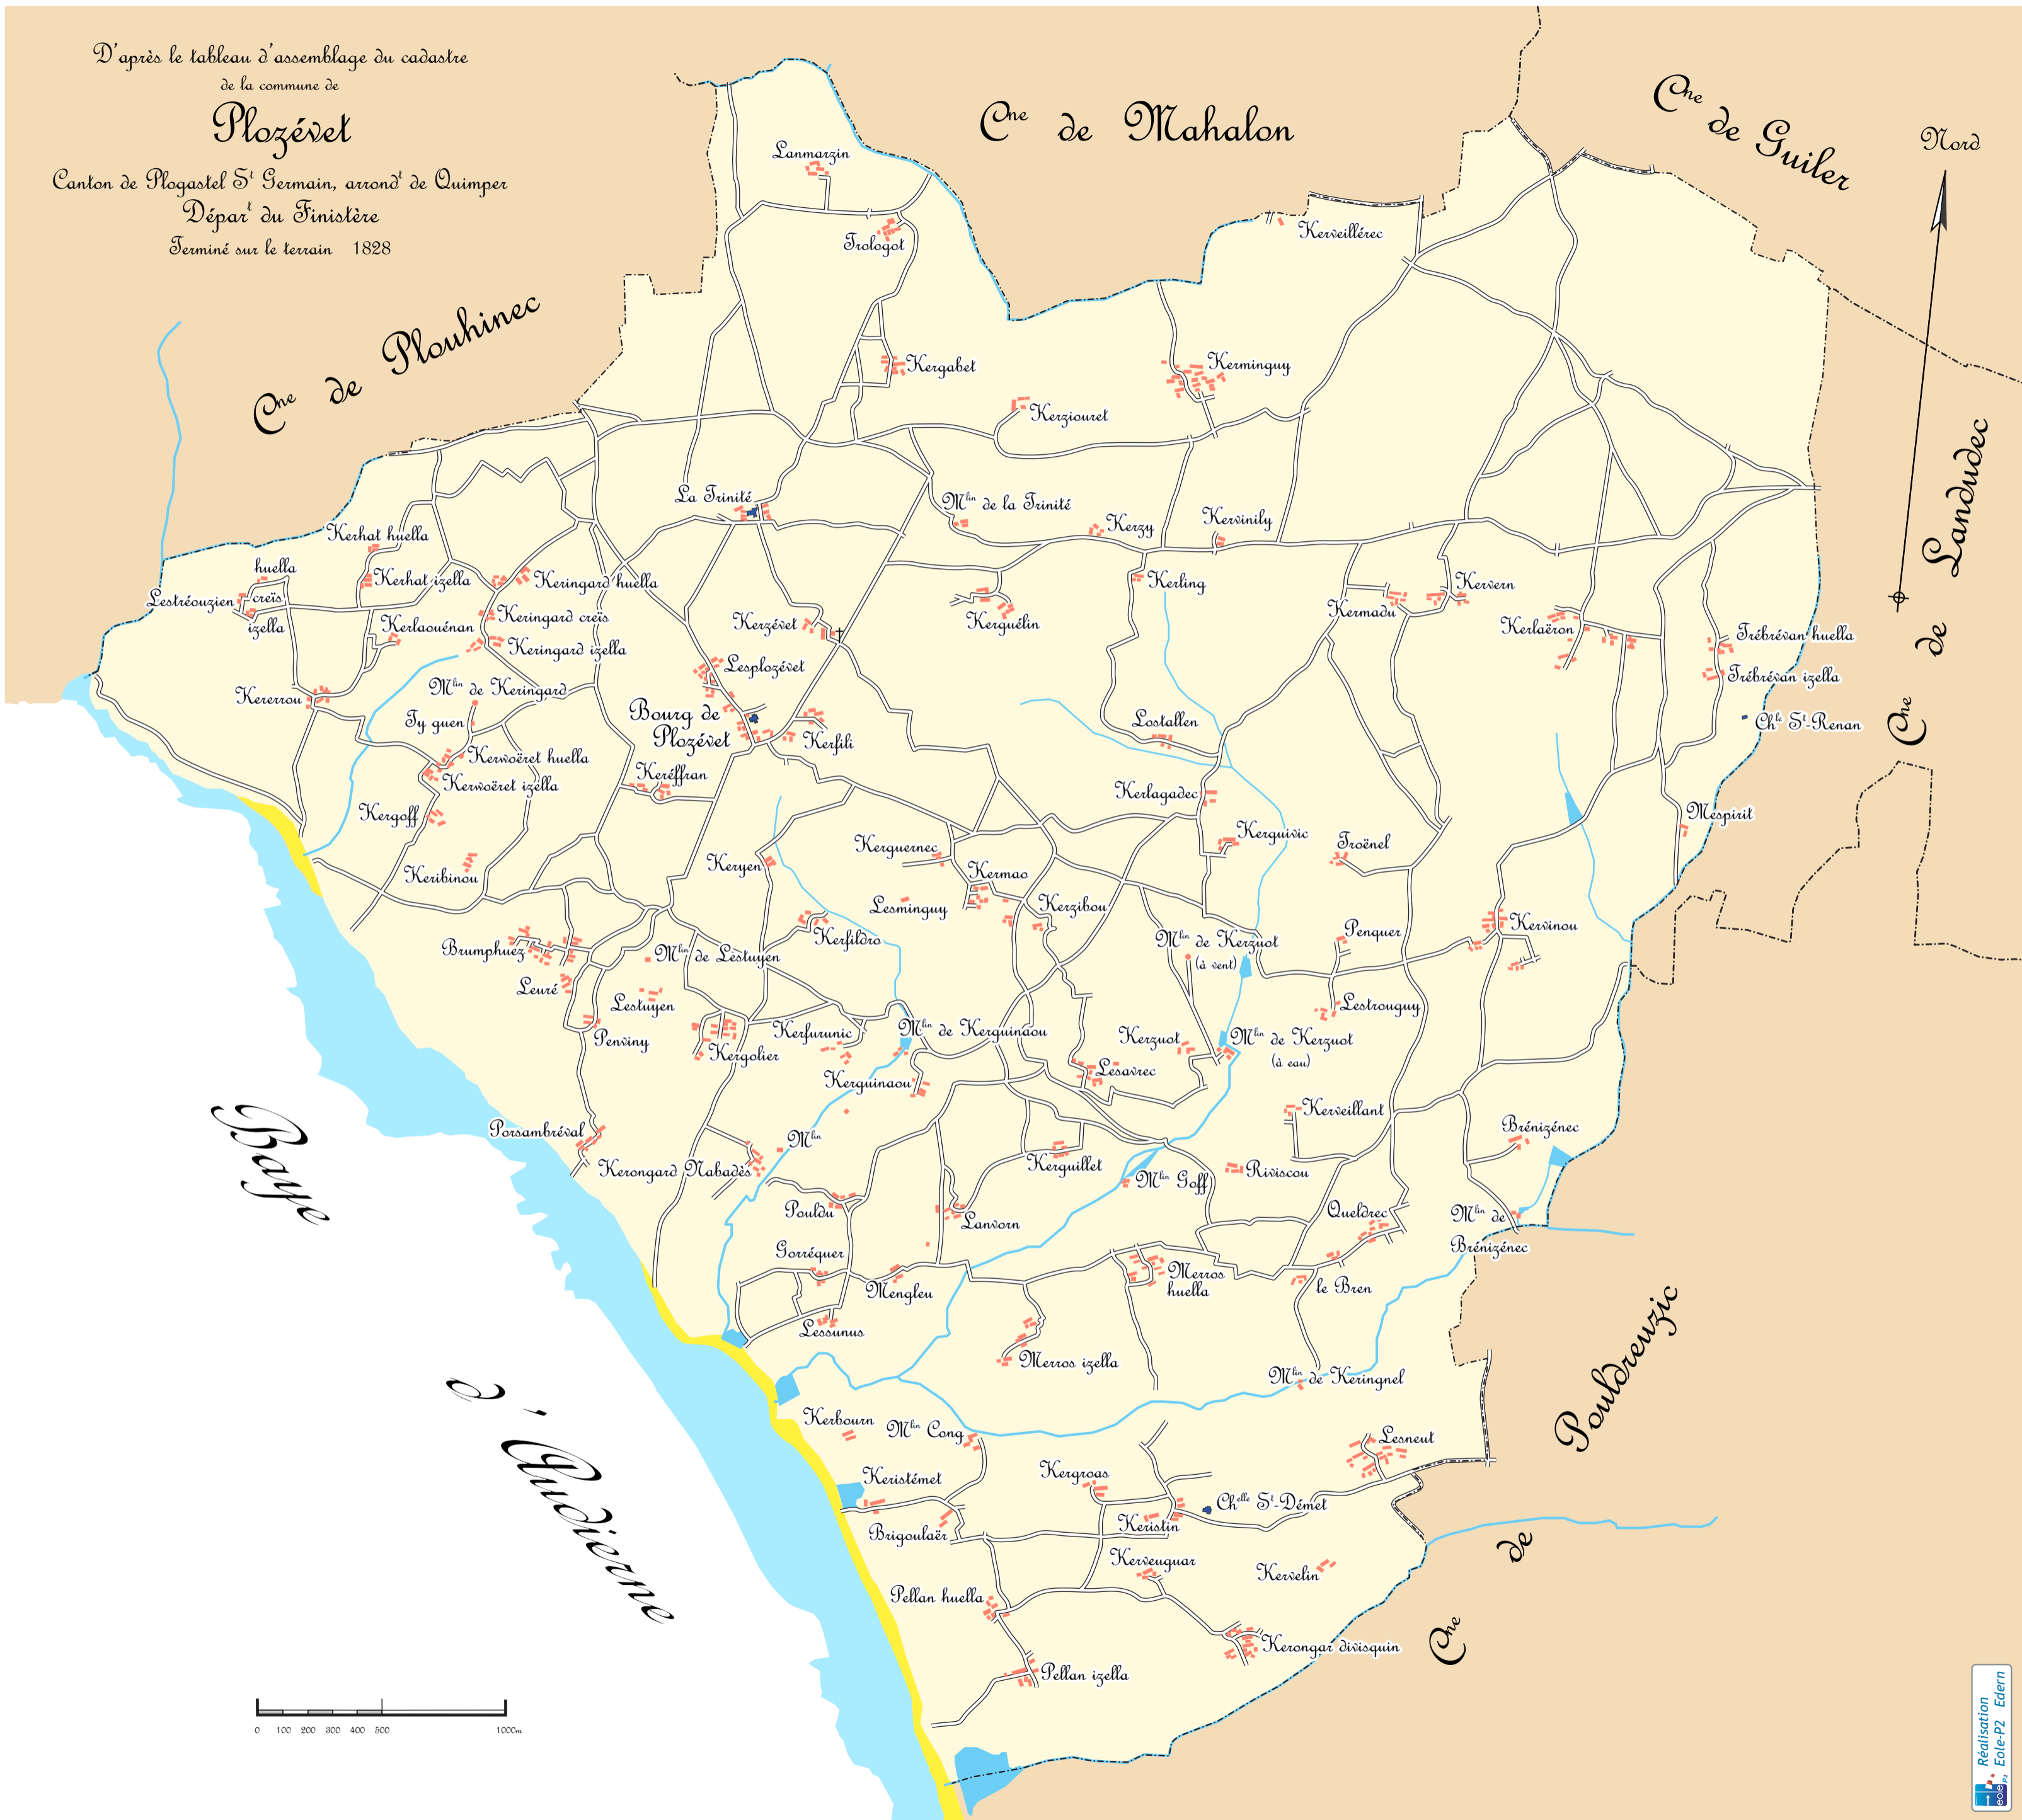 D'après le tableau d'assemblage du cadastre
de la commune de
Plozévet
Canton de Plogastel Sᵗ Germain, arrondᵗ de Quimper
Déparᵗ du Finistère
Terminé sur le terrain 1828
Cⁿᵉ de Mahalon
Cⁿᵉ de Guiler
Nord
Cⁿᵉ de Plouhinec
Cⁿᵉ de Landudec
Lanmarzin
Trologot
Kerveillérec
Kergabet
Kerminguy
Kerziouret
La Trinité
Mˡⁱⁿ de la Trinité
Kerzy
Kervinily
Kerhat huella
huella
Kerhat izella
Keringard huella
Lestréouzien
creïs
izella
Keringard creïs
Kerlaouénan
Keringard izella
Kerling
Kervern
Kermadu
Kerguélin
Kerzévet
Kerlaëron
Trébrévan huella
Trébrévan izella
Lesplozévet
Kererrou
Mˡⁱⁿ de Keringard
Ty guen
Bourg de
Plozévet
Kerfili
Lostallen
Chˡᵉ Sᵗ-Renan
Kerwoëret huella
Kerwoëret izella
Keréffran
Kerlagadec
Kergoff
Mespirit
Kerguernec
Kerguivic
Troënel
Keribinou
Keryen
Kermao
Lesminguy
Kerzibou
Brumphuez
Mˡⁱⁿ de Lestuyen
Kerfildro
Mˡⁱⁿ de Kerzuot
(à vent)
Penquer
Kervinou
Leuré
Lestuyen
Lestrouguy
Penviny
Kergolier
Kerfurunic
Mˡⁱⁿ de Kerguinaou
Kerzuot
Mˡⁱⁿ de Kerzuot
(à eau)
Kerguinaou
Lesavrec
Kerveillant
Porsambréval
Mˡⁱⁿ
Brénizénec
Kerongard Nabadès
Kerguillet
Riviscou
Mˡⁱⁿ Goff
Pouldu
Lanvorn
Queldrec
Mˡⁱⁿ de
Brénizénec
Gorréquer
Mengleu
Merros
huella
le Bren
Lessunus
Merros izella
Mˡⁱⁿ de Keringnel
Baye
d'Audierne
Cⁿᵉ de Pouldreuzic
Kerbourn
Mˡⁱⁿ Cong
Lesneut
Keristémet
Kergroas
Chᵉˡˡᵉ Sᵗ-Démet
Brigoulaër
Keristin
Kerveuguar
Kervelin
Pellan huella
Kerongar divisquin
Pellan izella
0 100 200 300 400 500 1000m
Réalisation
Eole-P2 Edern
eole P2